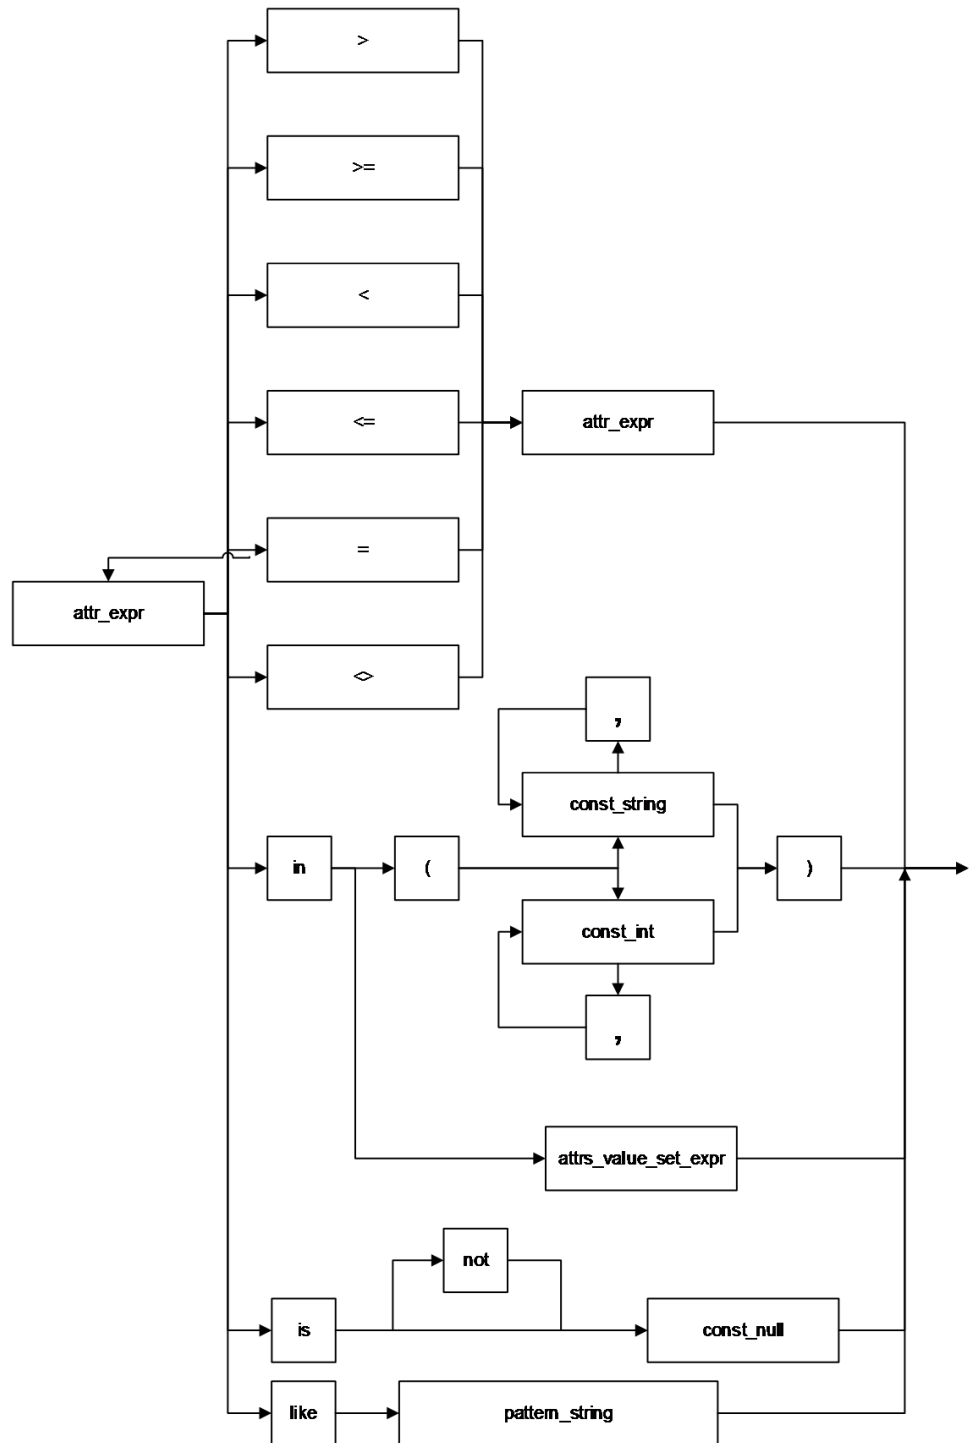 >
>=
<
<=
attr_expr
=
attr_expr
<>
,
const_string
in
(
)
const_int
,
attrs_value_set_expr
not
is
const_null
like
pattern_string